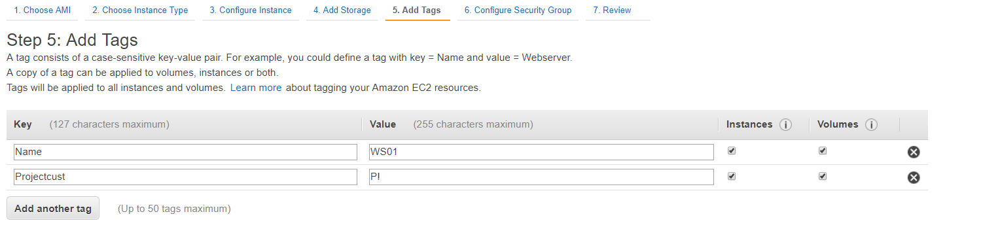 1. Choose AMI 2. Choose Instance Type 3. Configure Instance 4. Add Storage 5. Add Tags 6. Configure Security Group 7. Review
Step 5: Add Tags
A tag consists of a case-sensitive key-value pair. For example, you could define a tag with key = Name and value = Webserver.
A copy of a tag can be applied to volumes, instances or both.
Tags will be applied to all instances and volumes. Learn more about tagging your Amazon EC2 resources.
Key (127 characters maximum) Value (255 characters maximum) Instances i Volumes i
Name WS01
Projectcust P!
Add another tag (Up to 50 tags maximum)